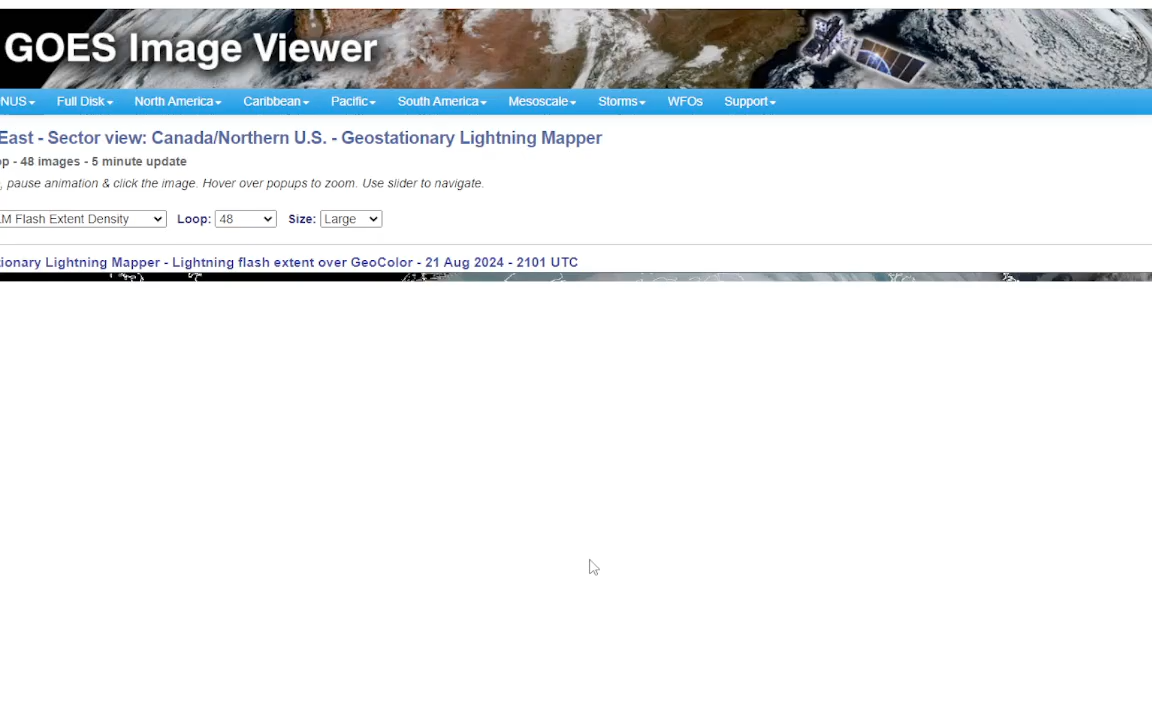 GOES Image Viewer
NUS Full Disk North America Caribbean Pacific South America Mesoscale Storms WFOs Support
East - Sector view: Canada/Northern U.S. - Geostationary Lightning Mapper
op - 48 images - 5 minute update
, pause animation & click the image. Hover over popups to zoom. Use slider to navigate.
LM Flash Extent Density Loop: 48 Size: Large
tionary Lightning Mapper - Lightning flash extent over GeoColor - 21 Aug 2024 - 2101 UTC